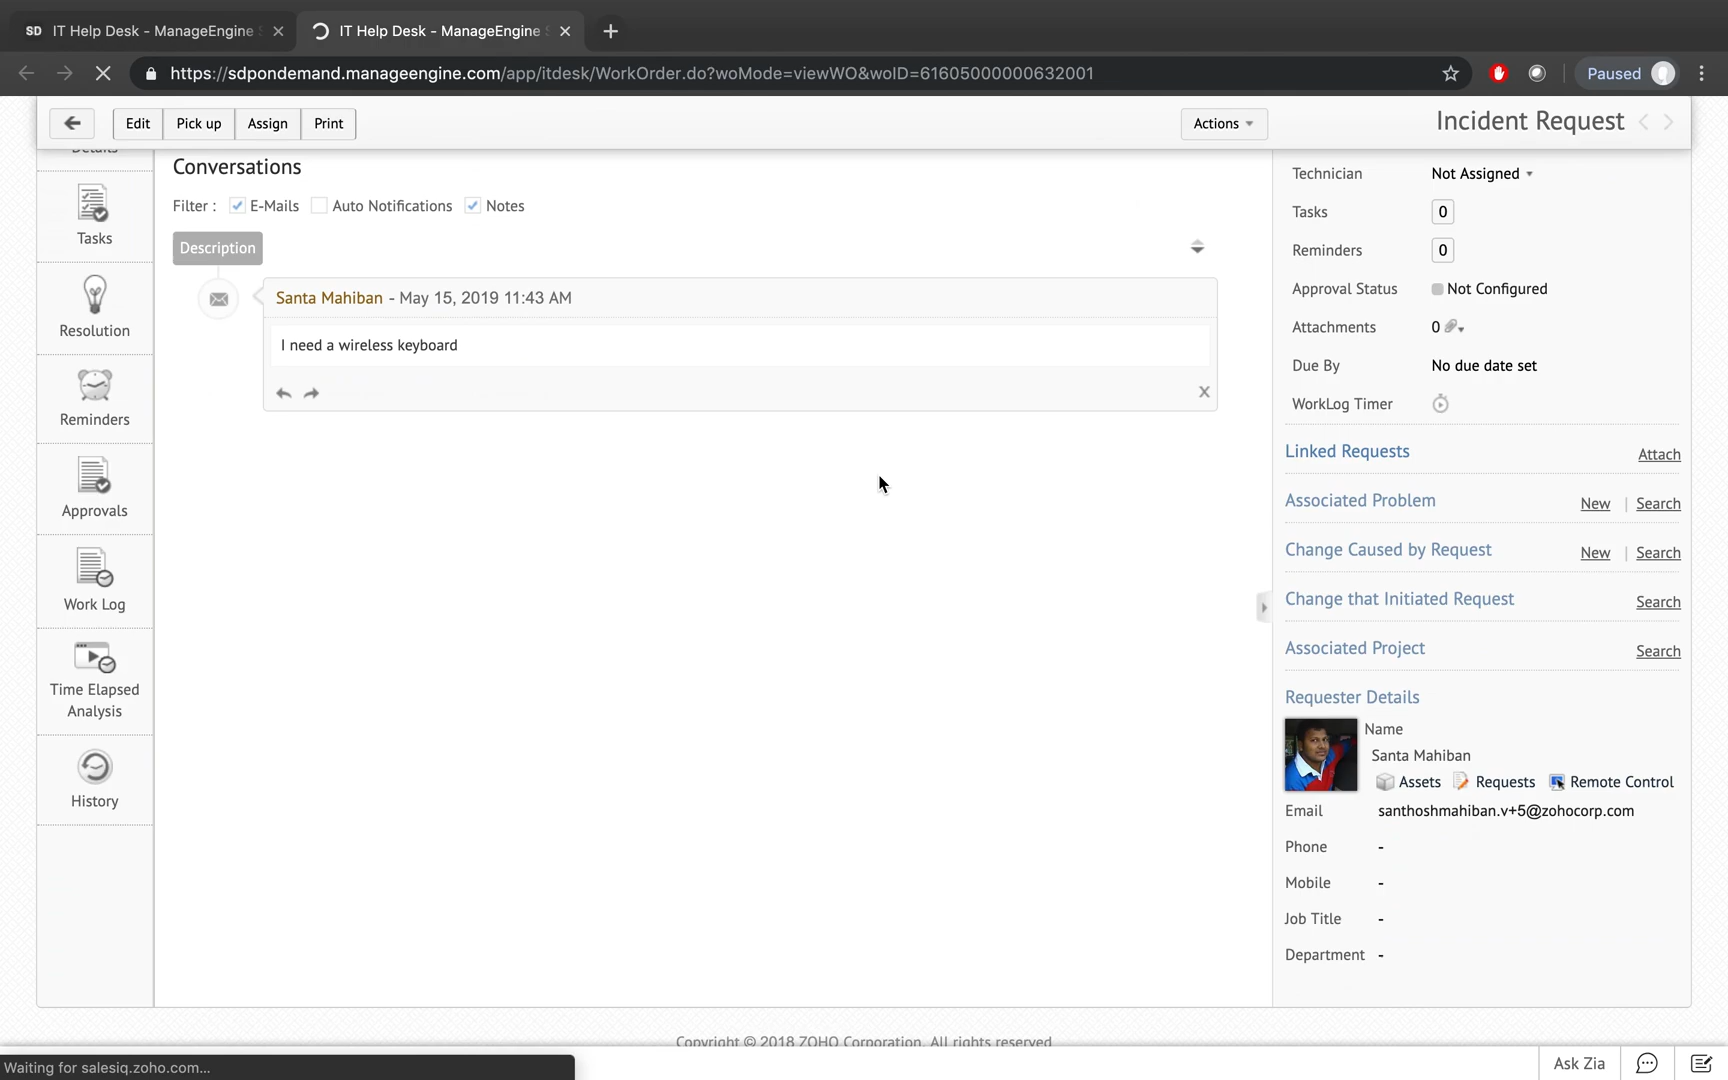 SD IT Help Desk - ManageEngine
IT Help Desk - ManageEngine
https://sdpondemand.manageengine.com/app/itdesk/WorkOrder.do?woMode=viewWO&woID=61605000000632001
Paused
Edit Pick up Assign Print
Actions
Incident Request
Details
Tasks
Resolution
Reminders
Approvals
Work Log
Time Elapsed
Analysis
History
Conversations
Filter : E-Mails Auto Notifications Notes
Description
Santa Mahiban - May 15, 2019 11:43 AM
I need a wireless keyboard
X
Technician Not Assigned
Tasks 0
Reminders 0
Approval Status Not Configured
Attachments 0
Due By No due date set
WorkLog Timer
Linked Requests Attach
Associated Problem New | Search
Change Caused by Request New | Search
Change that Initiated Request Search
Associated Project Search
Requester Details
Name
Santa Mahiban
Assets Requests Remote Control
Email santhoshmahiban.v+5@zohocorp.com
Phone -
Mobile -
Job Title -
Department -
Copyright © 2018 ZOHO Corporation. All rights reserved
Waiting for salesiq.zoho.com...
Ask Zia